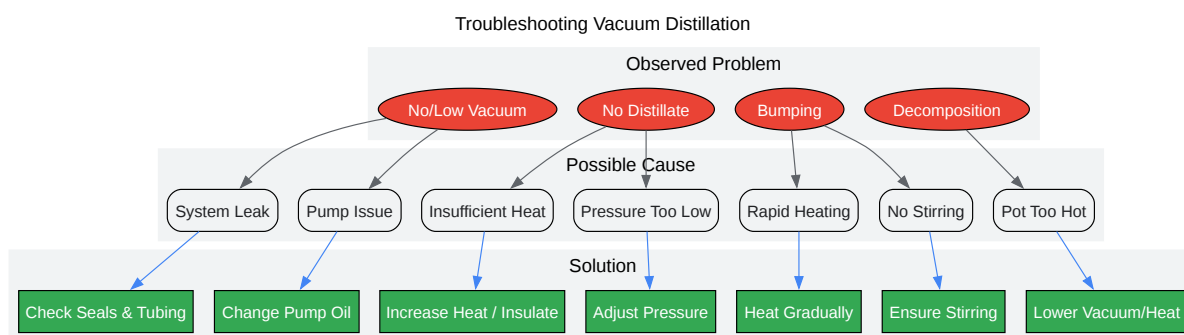 Troubleshooting Vacuum Distillation
Observed Problem
No/Low Vacuum
No Distillate
Bumping
Decomposition
Possible Cause
System Leak
Pump Issue
Insufficient Heat
Pressure Too Low
Rapid Heating
No Stirring
Pot Too Hot
Solution
Check Seals & Tubing
Change Pump Oil
Increase Heat / Insulate
Adjust Pressure
Heat Gradually
Ensure Stirring
Lower Vacuum/Heat